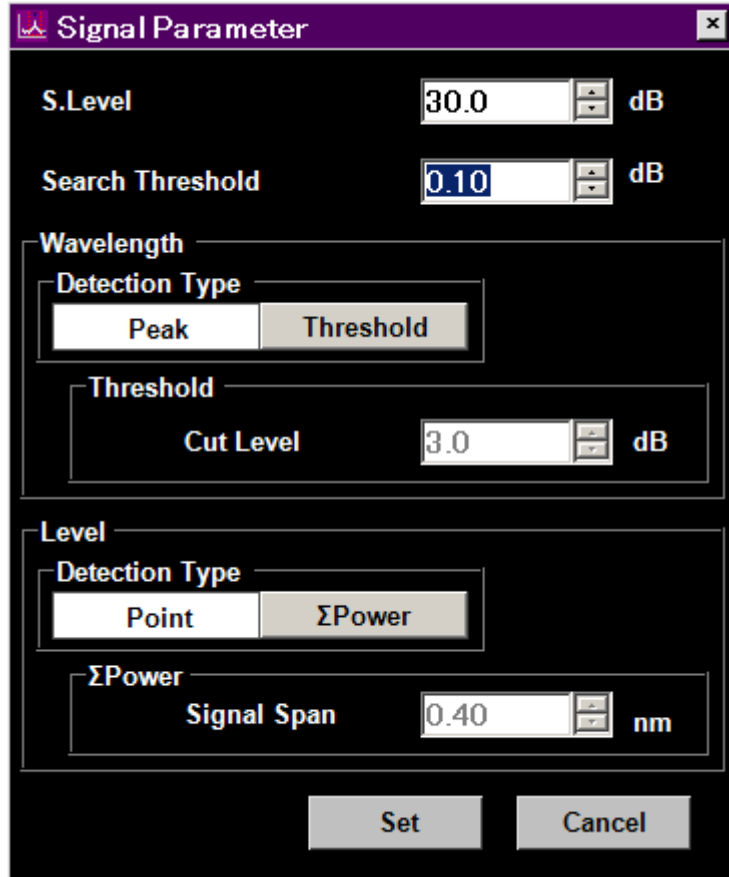 Signal Parameter
S.Level 30.0 dB
Search Threshold 0.10 dB
Wavelength
Detection Type
Peak Threshold
Threshold
Cut Level 3.0 dB
Level
Detection Type
Point ΣPower
ΣPower
Signal Span 0.40 nm
Set Cancel